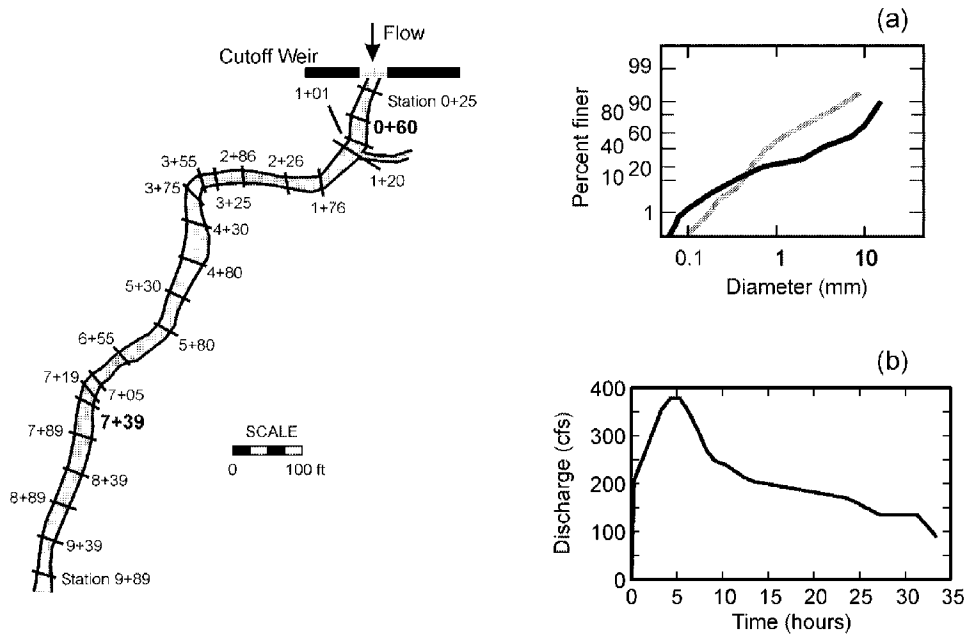 Flow
Cutoff Weir
1+01
Station 0+25
0+60
1+20
3+55
2+86
2+26
3+75
3+25
1+76
4+30
4+80
5+30
5+80
6+55
7+19
7+05
7+39
7+89
8+39
8+89
9+39
Station 9+89
SCALE
0 100 ft
(a)
Percent finer
99
90
80
60
40
20
10
1
0.1 1 10
Diameter (mm)
(b)
Discharge (cfs)
400
300
200
100
0
0 5 10 15 20 25 30 35
Time (hours)